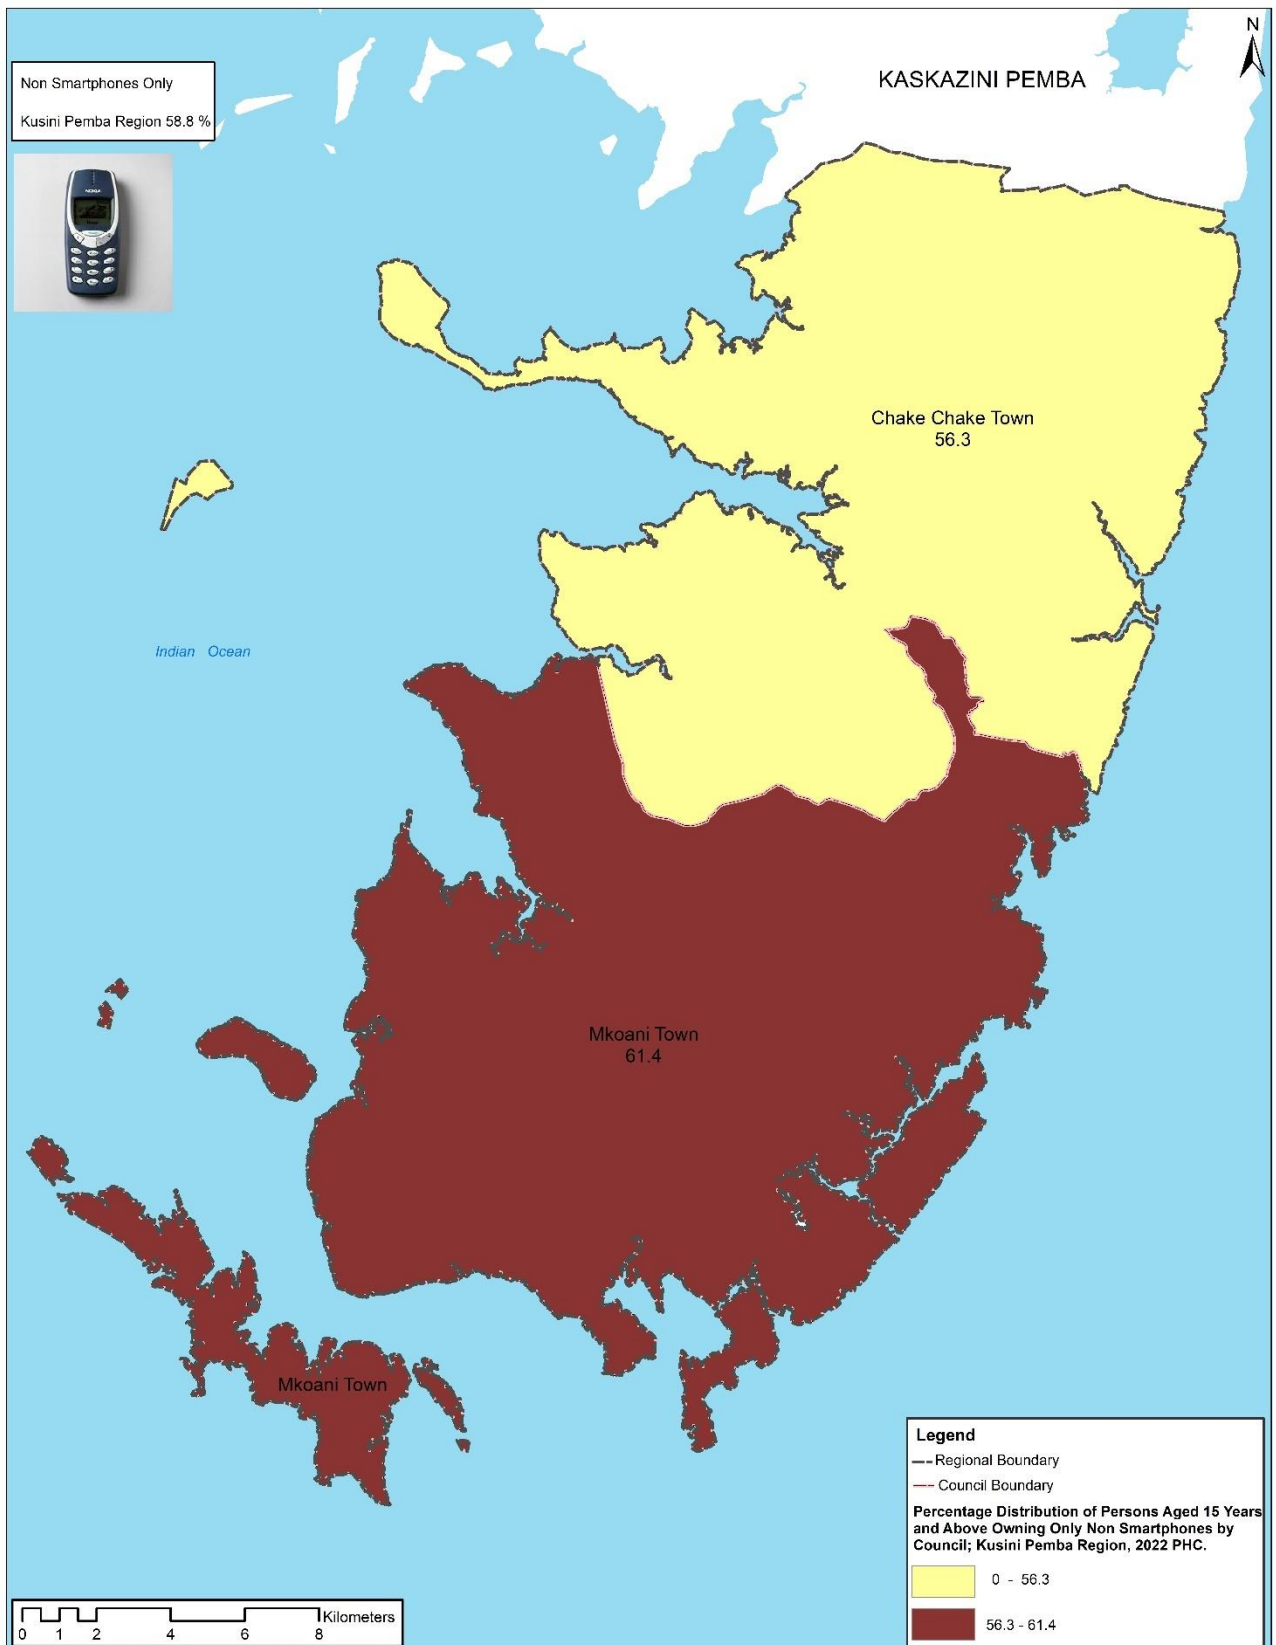 N
Non Smartphones Only
Kusini Pemba Region 58.8 %
KASKAZINI PEMBA
NOKIA
Chake Chake Town
56.3
Indian Ocean
Mkoani Town
61.4
Mkoani Town
Legend
Regional Boundary
Council Boundary
Percentage Distribution of Persons Aged 15 Years
and Above Owning Only Non Smartphones by
Council; Kusini Pemba Region, 2022 PHC.
0 - 56.3
56.3 - 61.4
Kilometers
0 1 2 4 6 8